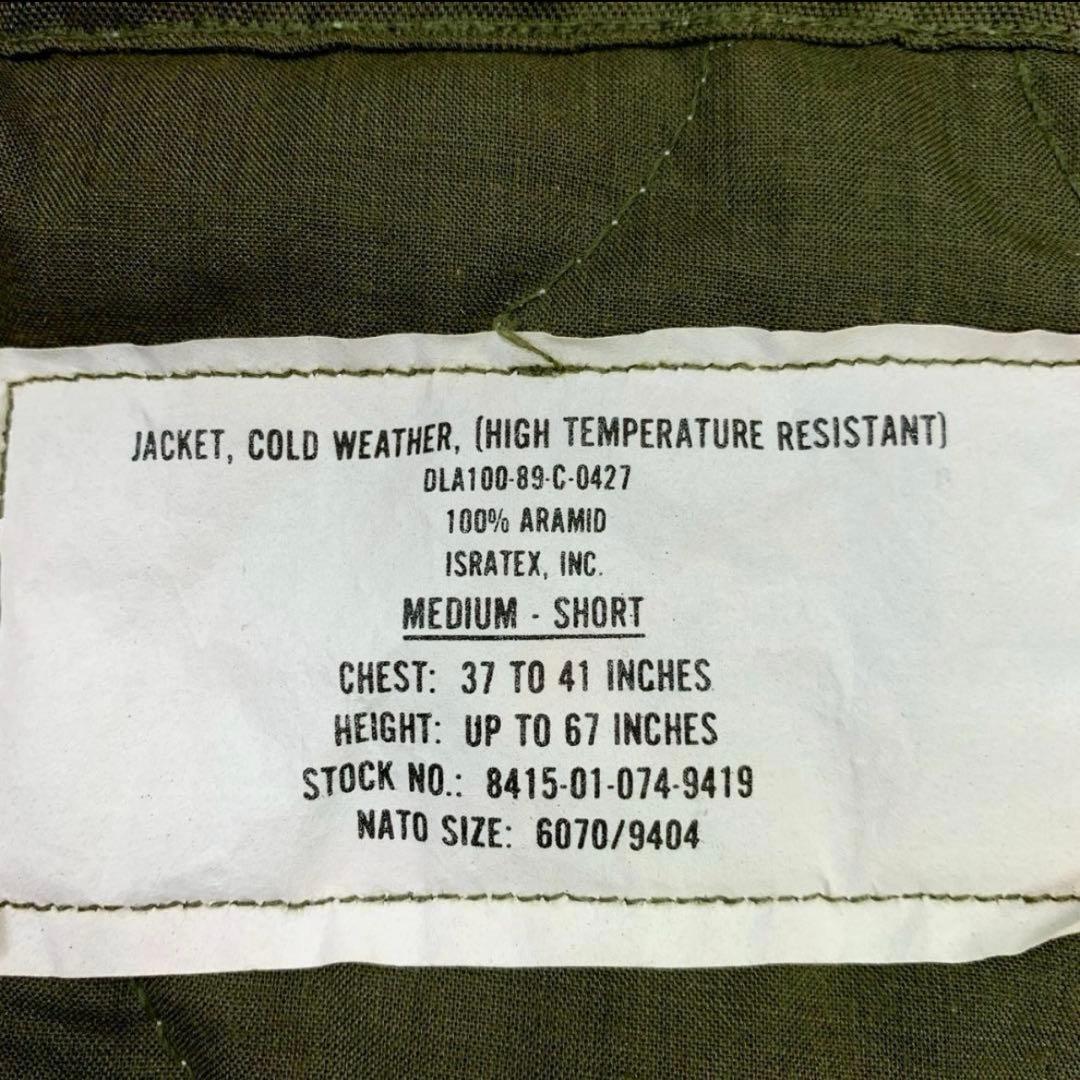 JACKET, COLD WEATHER, (HIGH TEMPERATURE RESISTANT)
DLA100-89-C-0427
100% ARAMID
ISRATEX, INC.
MEDIUM - SHORT
CHEST: 37 TO 41 INCHES
HEIGHT: UP TO 67 INCHES
STOCK NO.: 8415-01-074-9419
NATO SIZE: 6070/9404